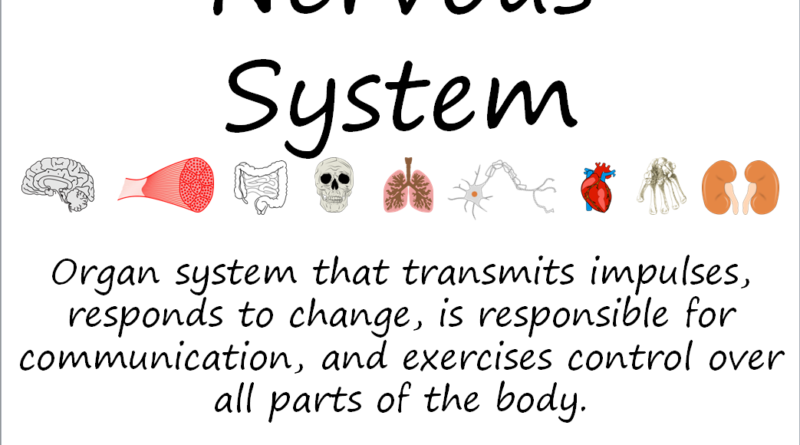 Nervous
System
Organ system that transmits impulses,
responds to change, is responsible for
communication, and exercises control over
all parts of the body.